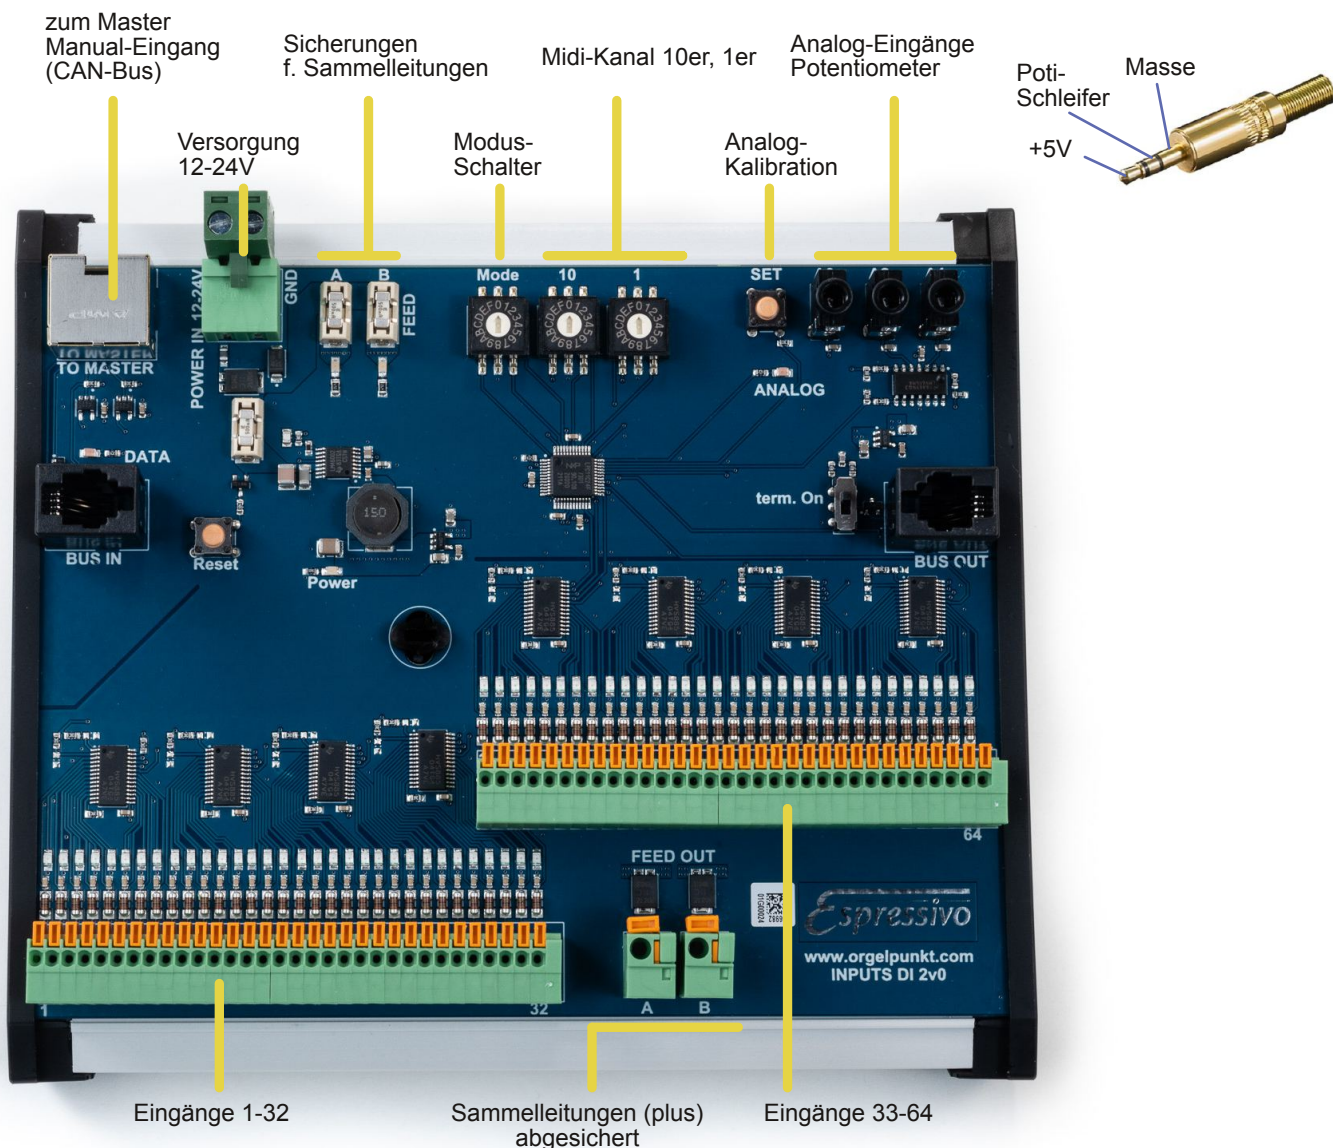 zum Master
Manual-Eingang
(CAN-Bus)
Sicherungen
f. Sammelleitungen
Midi-Kanal 10er, 1er
Analog-Eingänge
Potentiometer
Poti-
Schleifer
Masse
+5V
Versorgung
12-24V
Modus-
Schalter
Analog-
Kalibration
POWER IN 12-24V
GND
A
B
FEED
Mode
10
1
SET
TO MASTER
ANALOG
DATA
BUS IN
Reset
150
Power
term. On
BUS OUT
64
FEED OUT
A
B
Espressivo
www.orgelpunkt.com
INPUTS DI 2v0
1
32
Eingänge 1-32
Sammelleitungen (plus)
abgesichert
Eingänge 33-64